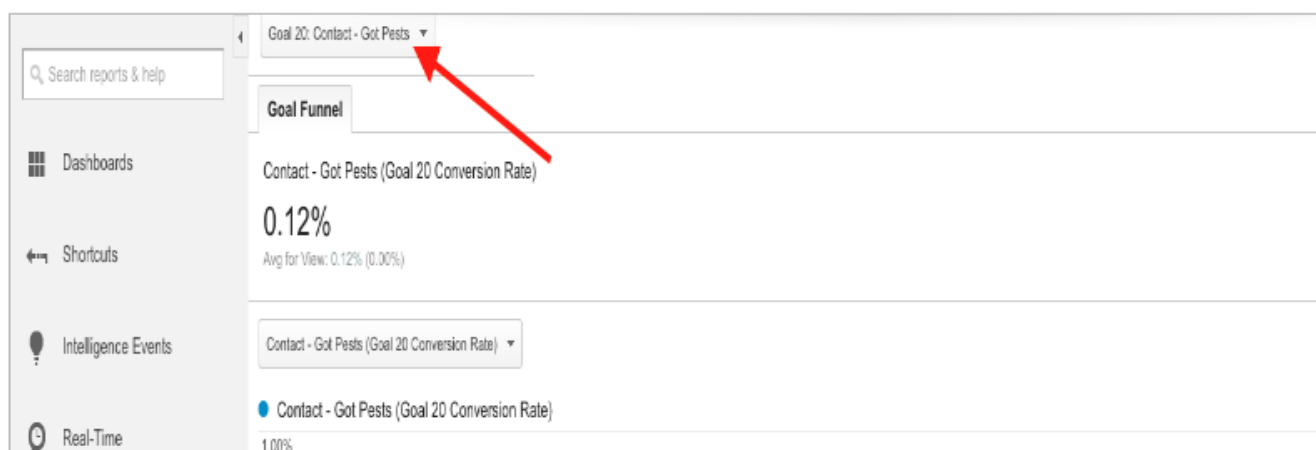 Goal 20: Contact - Got Pests
Search reports & help
Goal Funnel
Dashboards
Contact - Got Pests (Goal 20 Conversion Rate)
0.12%
Avg for View: 0.12% (0.00%)
Shortcuts
Intelligence Events
Contact - Got Pests (Goal 20 Conversion Rate)
Contact - Got Pests (Goal 20 Conversion Rate)
Real-Time
1.00%